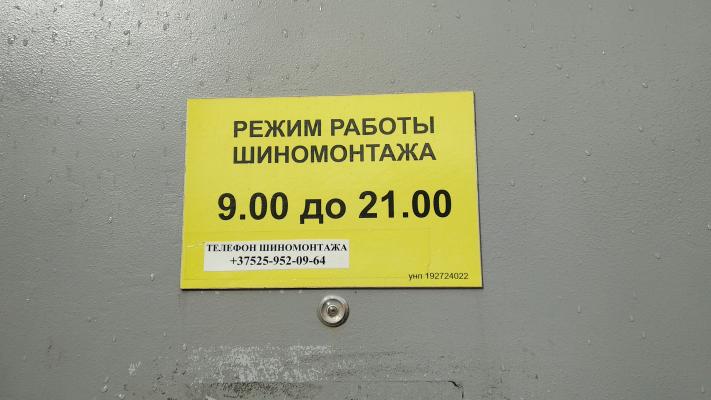 РЕЖИМ РАБОТЫ
ШИНОМОНТАЖА
9.00 до 21.00
ТЕЛЕФОН ШИНОМОНТАЖА
+37525-952-09-64
унп 192724022